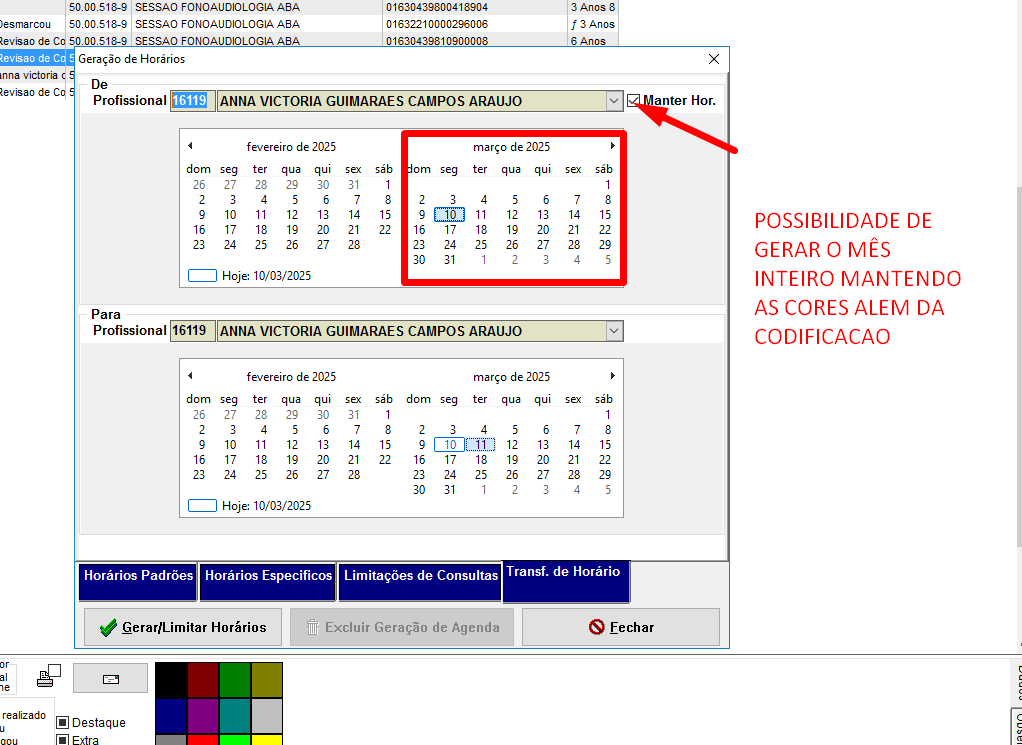 50.00.518-9 SESSAO FONOAUDIOLOGIA ABA 01630439800418904 3 Anos 8
Desmarcou 50.00.518-9 SESSAO FONOAUDIOLOGIA ABA 01632210000296006 ƒ 3 Anos
Revisao de Co 50.00.518-9 SESSAO FONOAUDIOLOGIA ABA 01630439810900008 6 Anos
Revisao de Co 5
anna victoria c 5
Revisao de Co 5
Geração de Horários
De
Profissional 16119 ANNA VICTORIA GUIMARAES CAMPOS ARAUJO Manter Hor.
fevereiro de 2025 março de 2025
dom seg ter qua qui sex sáb dom seg ter qua qui sex sáb
26 27 28 29 30 31 1 1
2 3 4 5 6 7 8 2 3 4 5 6 7 8
9 10 11 12 13 14 15 9 10 11 12 13 14 15
16 17 18 19 20 21 22 16 17 18 19 20 21 22
23 24 25 26 27 28 23 24 25 26 27 28 29
30 31 1 2 3 4 5
Hoje: 10/03/2025
POSSIBILIDADE DE
GERAR O MÊS
INTEIRO MANTENDO
AS CORES ALEM DA
CODIFICACAO
Para
Profissional 16119 ANNA VICTORIA GUIMARAES CAMPOS ARAUJO
fevereiro de 2025 março de 2025
dom seg ter qua qui sex sáb dom seg ter qua qui sex sáb
26 27 28 29 30 31 1 1
2 3 4 5 6 7 8 2 3 4 5 6 7 8
9 10 11 12 13 14 15 9 10 11 12 13 14 15
16 17 18 19 20 21 22 16 17 18 19 20 21 22
23 24 25 26 27 28 23 24 25 26 27 28 29
30 31 1 2 3 4 5
Hoje: 10/03/2025
Horários Padrões Horários Especificos Limitações de Consultas Transf. de Horário
Gerar/Limitar Horários Excluir Geração de Agenda Fechar
or
al
ne
realizado
u
gou
Destaque
Extra